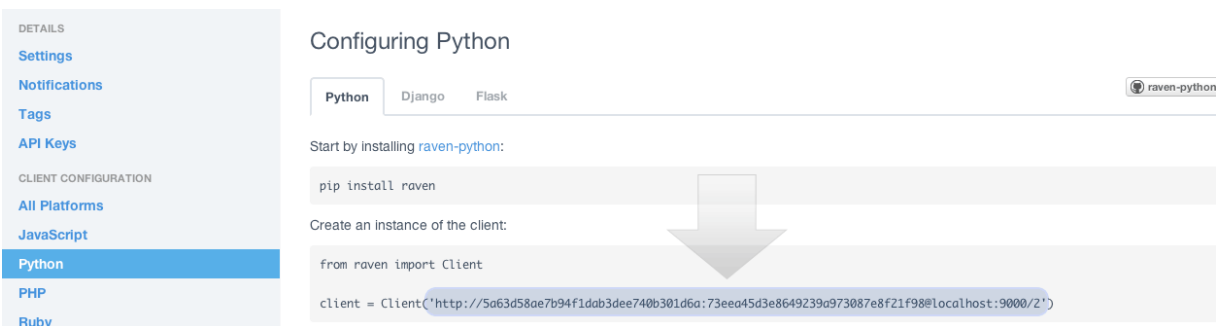 DETAILS
Settings
Notifications
Tags
API Keys
CLIENT CONFIGURATION
All Platforms
JavaScript
Python
PHP
Ruby
Configuring Python
Python Django Flask
raven-python
Start by installing raven-python:
pip install raven
Create an instance of the client:
from raven import Client
client = Client('http://5a63d58ae7b94f1dab3dee740b301d6a:73eea45d3e8649239a973087e8f21f98@localhost:9000/2')